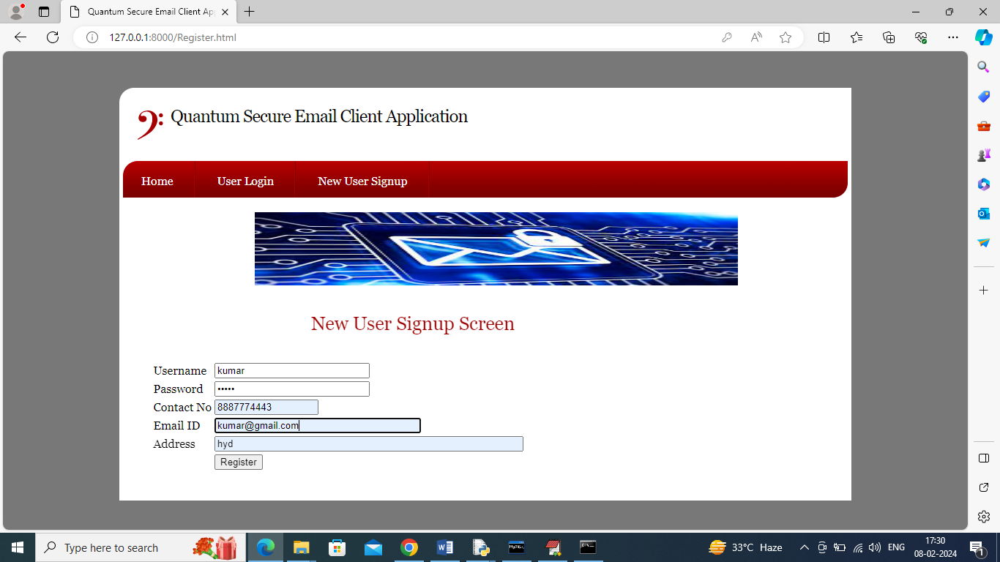 Quantum Secure Email Client Ap
127.0.0.1:8000/Register.html
Quantum Secure Email Client Application
Home User Login New User Signup
New User Signup Screen
Username kumar
Password •••••
Contact No 8887774443
Email ID kumar@gmail.com
Address hyd
Register
Type here to search
33°C Haze
ENG
17:30
08-02-2024
1